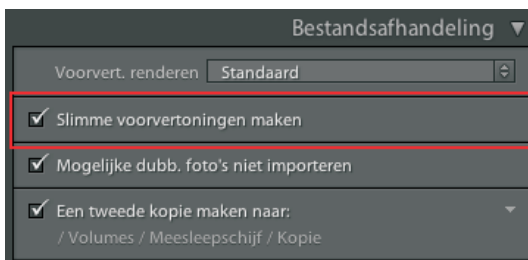 Bestandsafhandeling
Voorvert. renderen Standaard
Slimme voorvertoningen maken
Mogelijke dubb. foto's niet importeren
Een tweede kopie maken naar:
/ Volumes / Meesleepschijf / Kopie